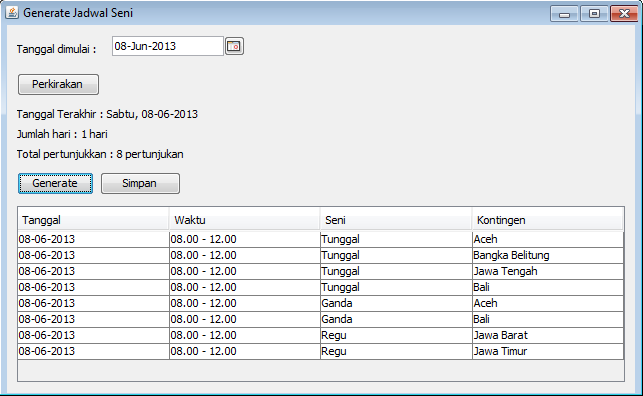 Generate Jadwal Seni
Tanggal dimulai : 08-Jun-2013
Perkirakan
Tanggal Terakhir : Sabtu, 08-06-2013
Jumlah hari : 1 hari
Total pertunjukkan : 8 pertunjukan
Generate Simpan
Tanggal Waktu Seni Kontingen
08-06-2013 08.00 - 12.00 Tunggal Aceh
08-06-2013 08.00 - 12.00 Tunggal Bangka Belitung
08-06-2013 08.00 - 12.00 Tunggal Jawa Tengah
08-06-2013 08.00 - 12.00 Tunggal Bali
08-06-2013 08.00 - 12.00 Ganda Aceh
08-06-2013 08.00 - 12.00 Ganda Bali
08-06-2013 08.00 - 12.00 Regu Jawa Barat
08-06-2013 08.00 - 12.00 Regu Jawa Timur